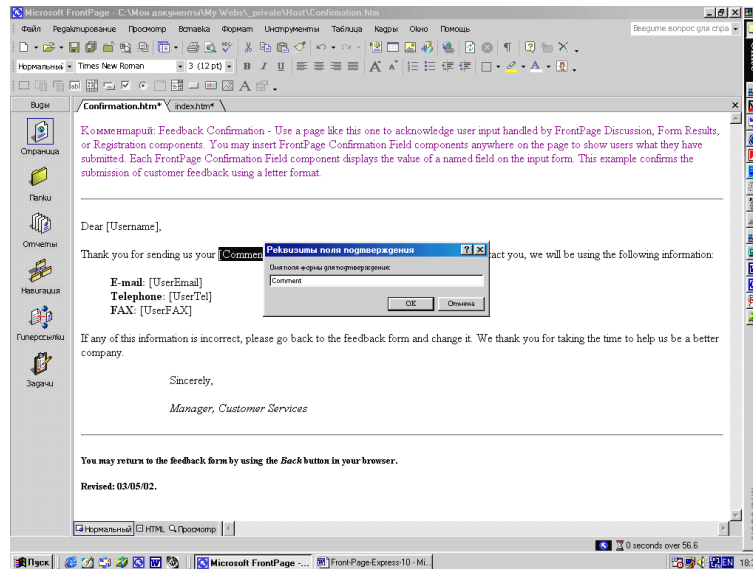 Microsoft FrontPage - C:\Мои документы\My Webs\_private\Host\Confirmation.htm
Файл Редактирование Просмотр Вставка Формат Инструменты Таблица Кадры Окно Помощь Введите вопрос для спра
Нормальный Times New Roman 3 (12 pt)
Виды
Confirmation.htm* index.htm*
Комментарий: Feedback Confirmation - Use a page like this one to acknowledge user input handled by FrontPage Discussion, Form Results,
or Registration components. You may insert FrontPage Confirmation Field components anywhere on the page to show users what they have
submitted. Each FrontPage Confirmation Field component displays the value of a named field on the input form. This example confirms the
submission of customer feedback using a letter format.
Страница
Папки
Отчеты
Навигация
Гиперссылки
Задачи
Dear [Username],
Thank you for sending us your [Commen tact you, we will be using the following information:
Реквизиты поля подтверждения
Имя поля формы для подтверждения:
Comment
OK Отмена
E-mail: [UserEmail]
Telephone: [UserTel]
FAX: [UserFAX]
If any of this information is incorrect, please go back to the feedback form and change it. We thank you for taking the time to help us be a better
company.
Sincerely,
Manager, Customer Services
You may return to the feedback form by using the Back button in your browser.
Revised: 03/05/02.
Нормальный HTML Просмотр
0 seconds over 56.6
Пуск Microsoft FrontPage -... Front-Page-Express-10 - Mi... EN 18: